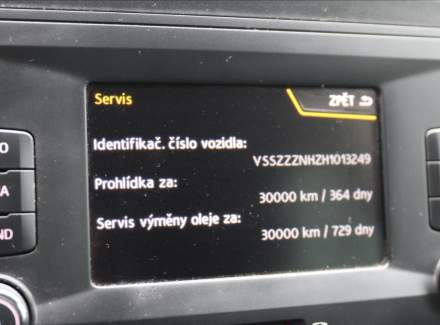 Servis
ZPĚT
Identifikač. číslo vozidla:
VSSZZZNHZH1013249
Prohlídka za:
30000 km / 364 dny
Servis výměny oleje za:
30000 km / 729 dny
O
A
ND